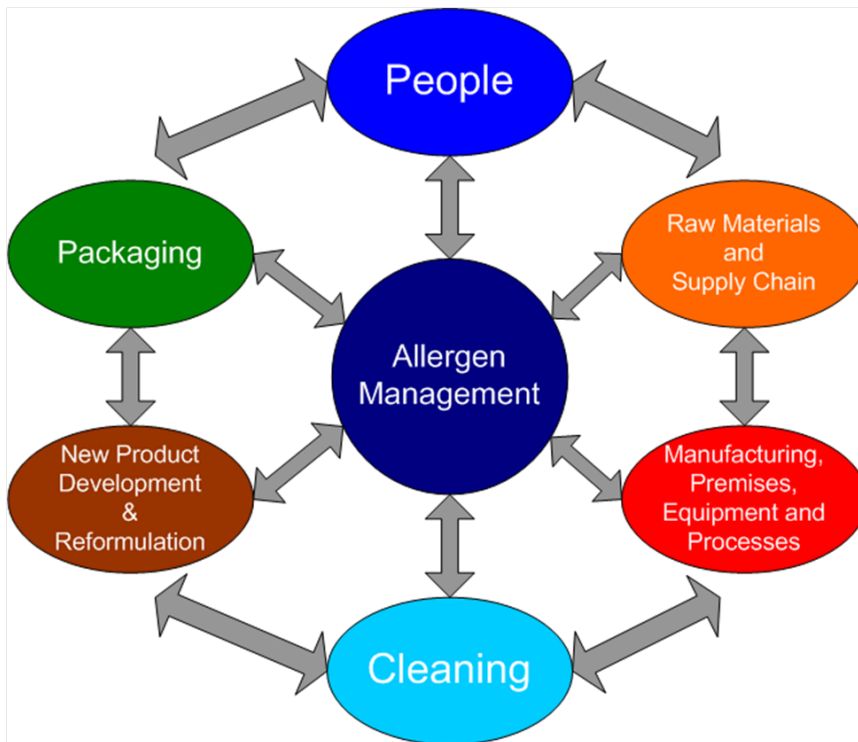 People
Packaging
Raw Materials
and
Supply Chain
Allergen
Management
New Product
Development
&
Reformulation
Manufacturing,
Premises,
Equipment and
Processes
Cleaning